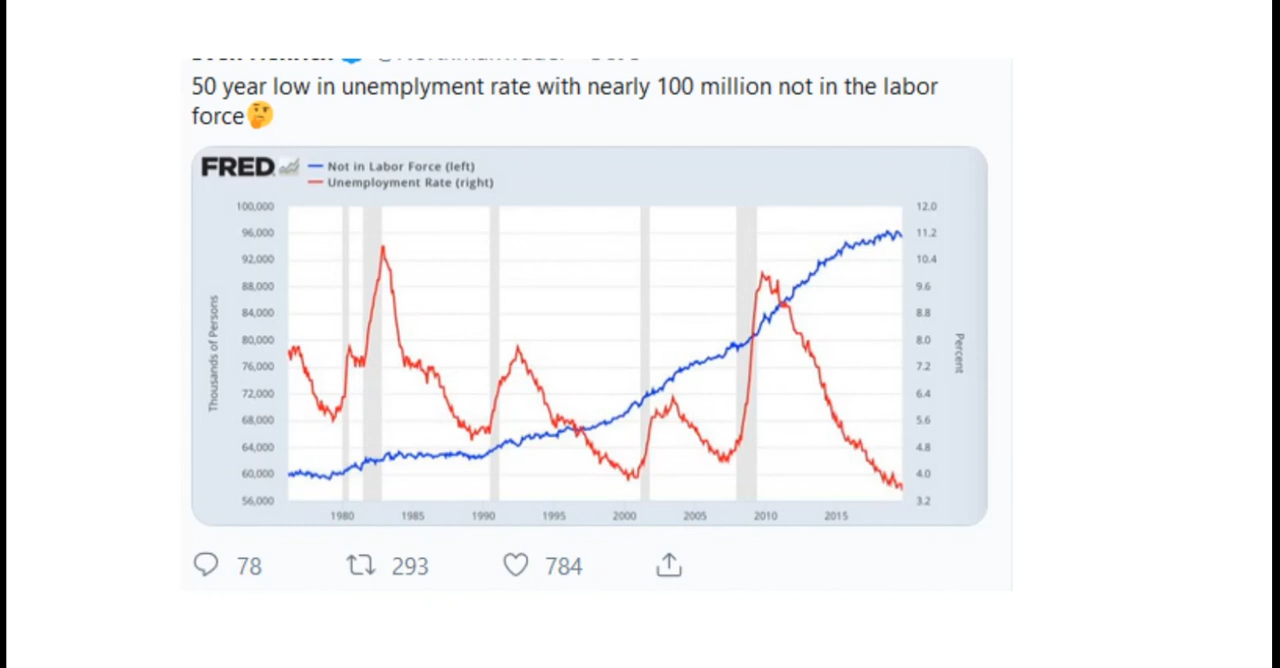 50 year low in unemplyment rate with nearly 100 million not in the labor
force🤔
FRED
Not in Labor Force (left)
Unemployment Rate (right)
100,000
96,000
92,000
88,000
84,000
80,000
76,000
72,000
68,000
64,000
60,000
56,000
Thousands of Persons
12.0
11.2
10.4
9.6
8.8
8.0
7.2
6.4
5.6
4.8
4.0
3.2
Percent
1980 1985 1990 1995 2000 2005 2010 2015
78 293 784